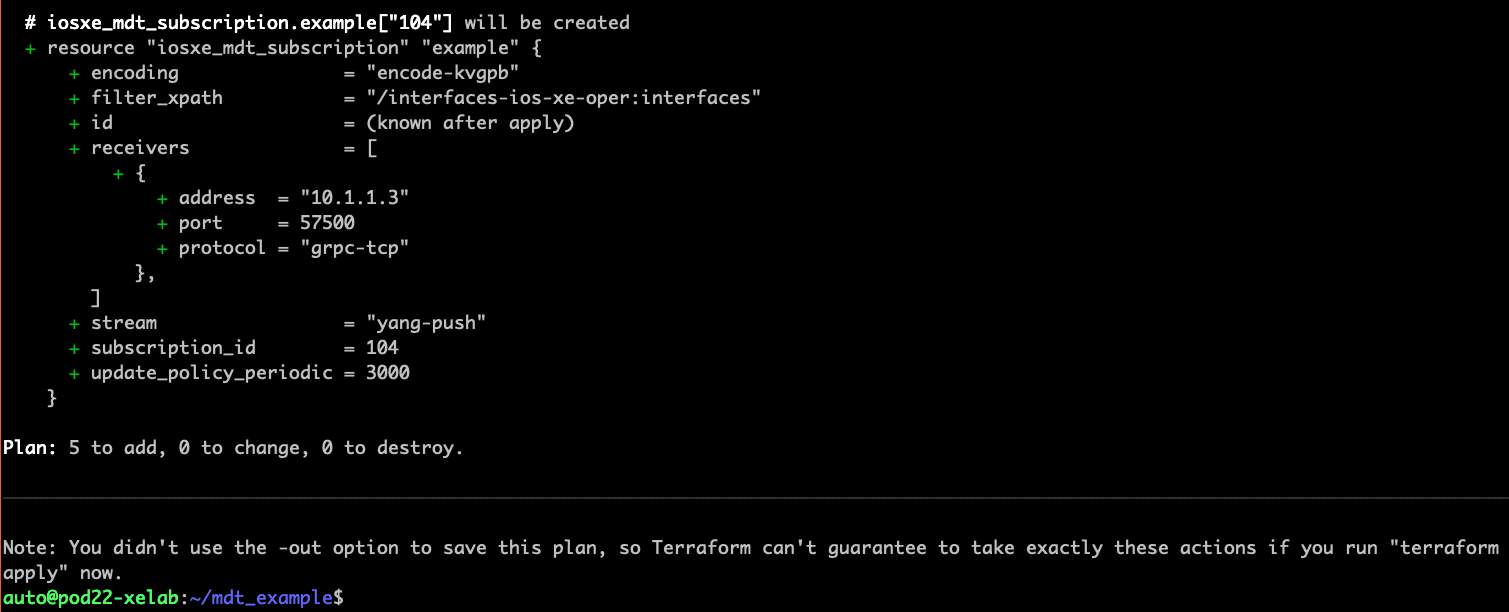 # iosxe_mdt_subscription.example["104"] will be created
+ resource "iosxe_mdt_subscription" "example" {
+ encoding = "encode-kvgpb"
+ filter_xpath = "/interfaces-ios-xe-oper:interfaces"
+ id = (known after apply)
+ receivers = [
+ {
+ address = "10.1.1.3"
+ port = 57500
+ protocol = "grpc-tcp"
},
]
+ stream = "yang-push"
+ subscription_id = 104
+ update_policy_periodic = 3000
}
Plan: 5 to add, 0 to change, 0 to destroy.
Note: You didn't use the -out option to save this plan, so Terraform can't guarantee to take exactly these actions if you run "terraform
apply" now.
auto@pod22-xelab:~/mdt_example$